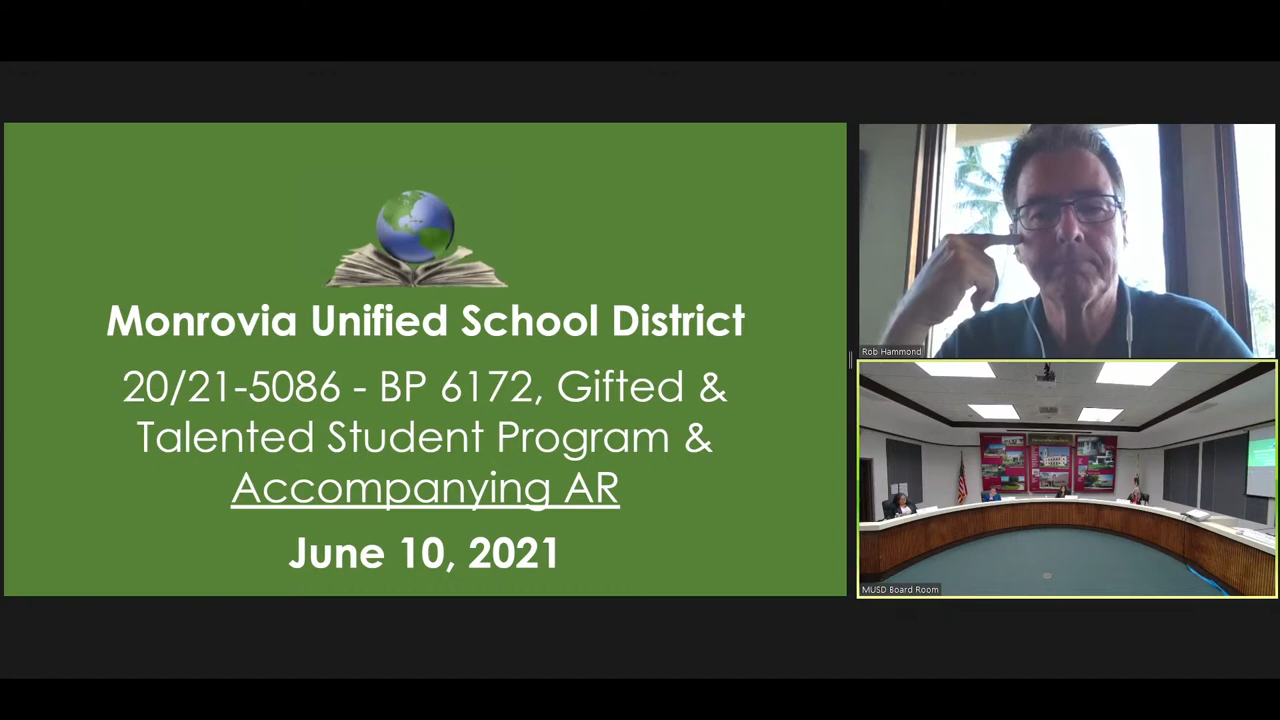 Monrovia Unified School District
20/21-5086 - BP 6172, Gifted &
Talented Student Program &
Accompanying AR
June 10, 2021
Rob Hammond
MUSD Board Room